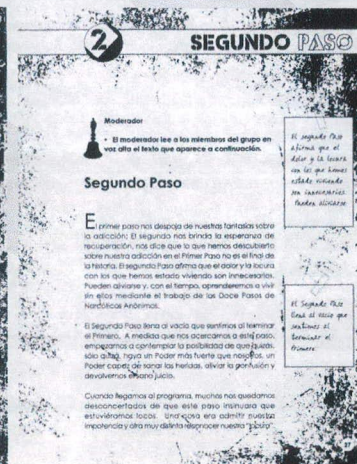 2
SEGUNDO PASO
Moderador
• El moderador lee a los miembros del grupo en
voz alta el texto que aparece a continuación.
Segundo Paso
El primer paso nos despoja de nuestras fantasías sobre
la adicción; El segundo nos brinda la esperanza de
recuperación, nos dice que lo que hemos descubierto
sobre nuestra adicción en el Primer Paso no es el final de
la historia. El segundo Paso afirma que el dolor y la locura
con los que hemos estado viviendo son innecesarios.
Pueden aliviarse y, con el tiempo, aprenderemos a vivir
sin ellos mediante el trabajo de los Doce Pasos de
Narcóticos Anónimos.
El Segundo Paso llena el vacío que sentimos al terminar
el Primero. A medida que nos acercamos a este paso,
empezamos a contemplar la posibilidad de que quizás,
sólo quizá, haya un Poder más fuerte que nosotros, un
Poder capaz de sanar las heridas, aliviar la confusión y
devolvernos el sano juicio.
Cuando llegamos al programa, muchos nos quedamos
desconcertados de que este paso insinuara que
estuviéramos locos. Una cosa era admitir nuestra
impotencia y otra muy distinta reconocer nuestra "locura".
El segundo Paso
afirma que el
dolor y la locura
con los que hemos
estado viviendo
son innecesarios
Pueden aliviarse
El Segundo Paso
llena el vacío que
sentimos al
terminar el
Primero